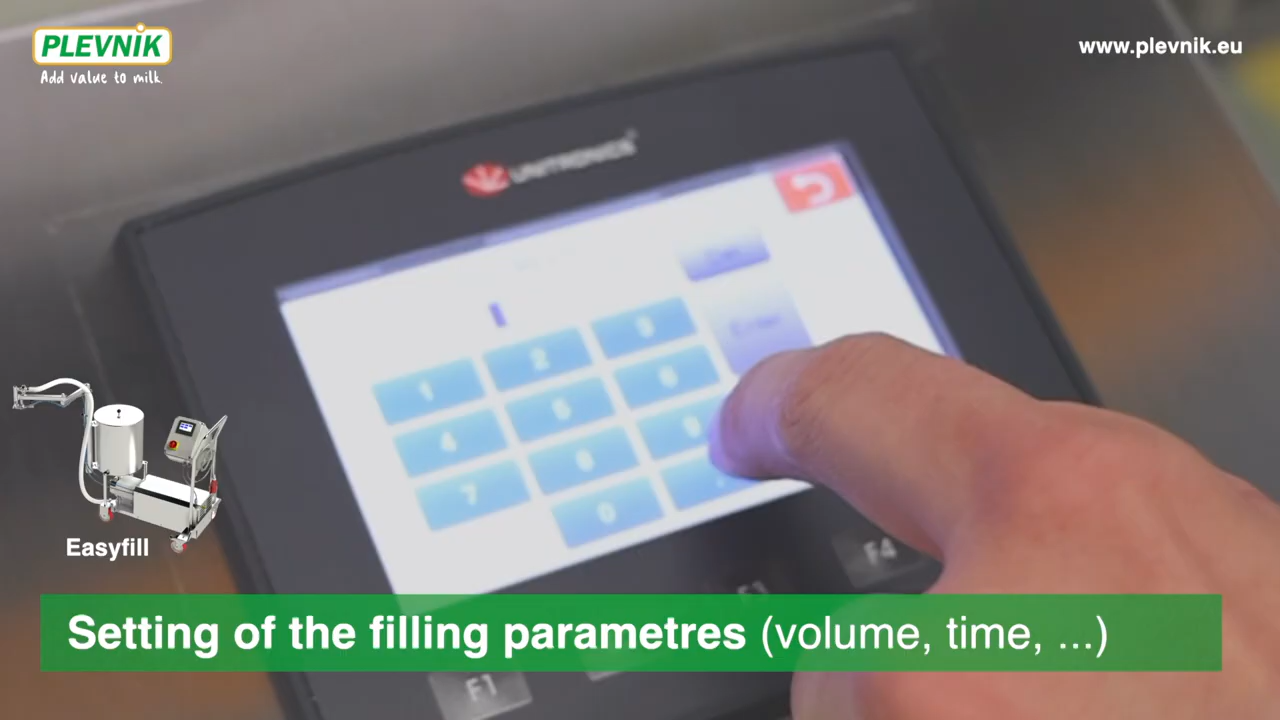 PLEVNIK
Add value to milk.
www.plevnik.eu
UNITRONICS
Enter
1 2 3
4 5 6
7 8 9
0 .
F4
F1
Easyfill
Setting of the filling parametres (volume, time, ...)